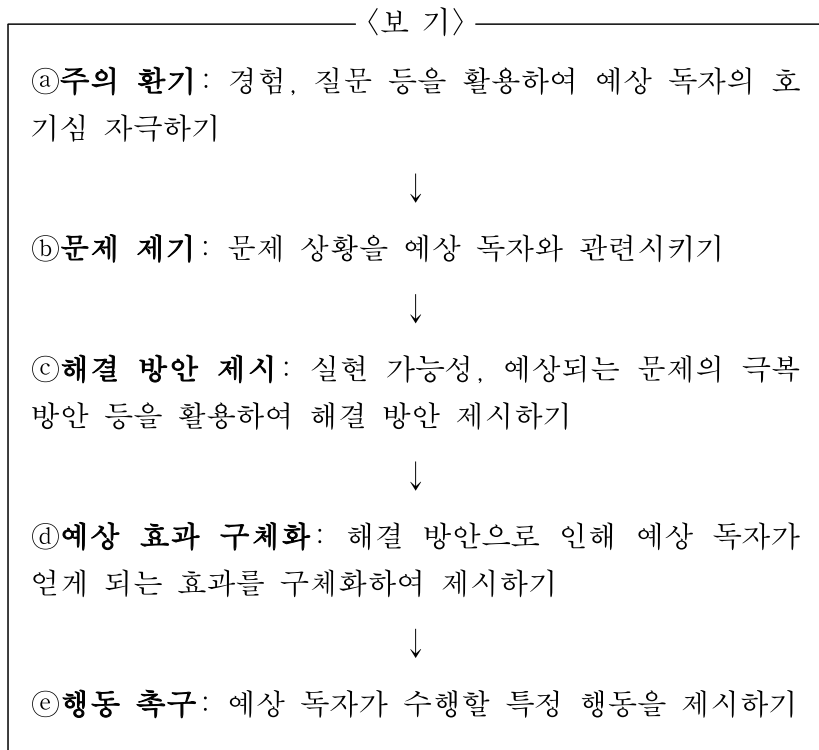 〈보 기〉
ⓐ주의 환기: 경험, 질문 등을 활용하여 예상 독자의 호
기심 자극하기
↓
ⓑ문제 제기: 문제 상황을 예상 독자와 관련시키기
↓
ⓒ해결 방안 제시: 실현 가능성, 예상되는 문제의 극복
방안 등을 활용하여 해결 방안 제시하기
↓
ⓓ예상 효과 구체화: 해결 방안으로 인해 예상 독자가
얻게 되는 효과를 구체화하여 제시하기
↓
ⓔ행동 촉구: 예상 독자가 수행할 특정 행동을 제시하기